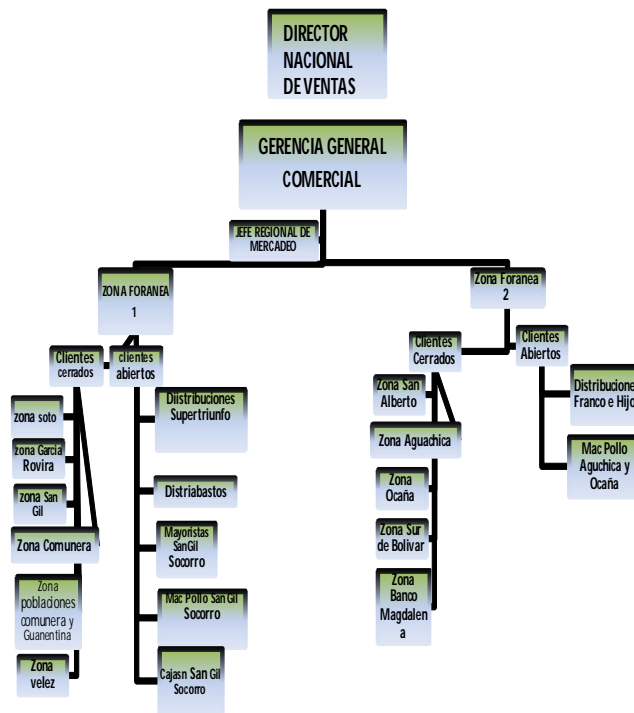 DIRECTOR
NACIONAL
DE VENTAS
GERENCIA GENERAL
COMERCIAL
JEFE REGIONAL DE
MERCADEO
ZONA FORANEA
1
Zona Foranea
2
Clientes
cerrados
clientes
abiertos
Clientes
Cerrados
Clientes
Abiertos
zona soto
zona Garcia
Rovira
zona San
Gil
Zona Comunera
Zona
poblaciones
comunera y
Guanentina
Zona
velez
Diistribuciones
Supertriunfo
Distriabastos
Mayoristas
SanGil
Socorro
Mac Pollo San Gil
Socorro
Cajasn San Gil
Socorro
Zona San
Alberto
Zona Aguachica
Zona
Ocaña
Zona Sur
de Bolivar
Zona
Banco
Magdalen
a
Distribucione
Franco e Hijo
Mac Pollo
Aguchica y
Ocaña